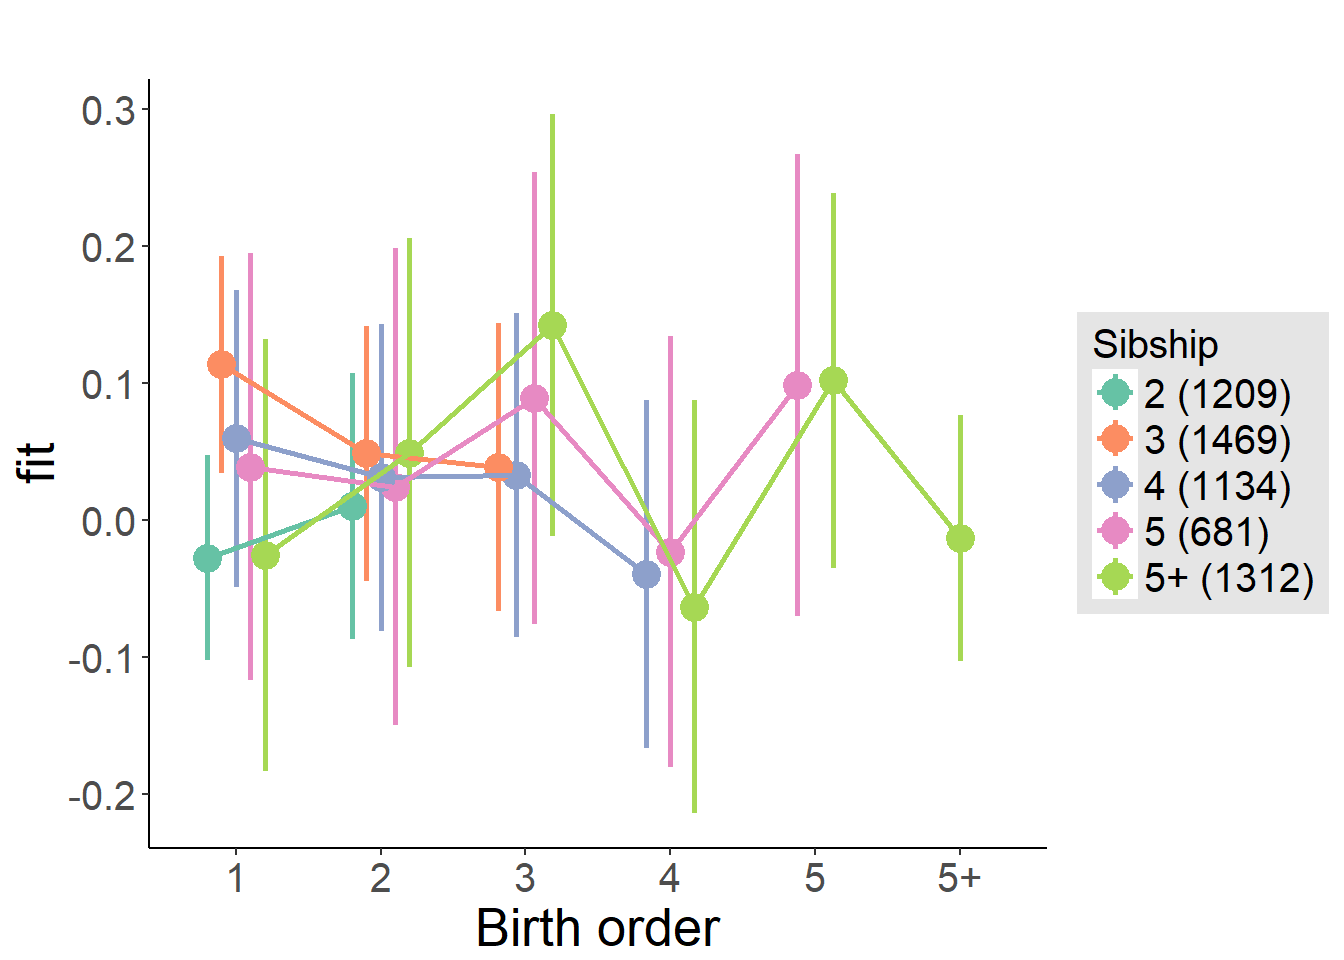 0.3
0.2
0.1
0.0
-0.1
-0.2
fit
1 2 3 4 5 5+
Birth order
Sibship
2 (1209)
3 (1469)
4 (1134)
5 (681)
5+ (1312)